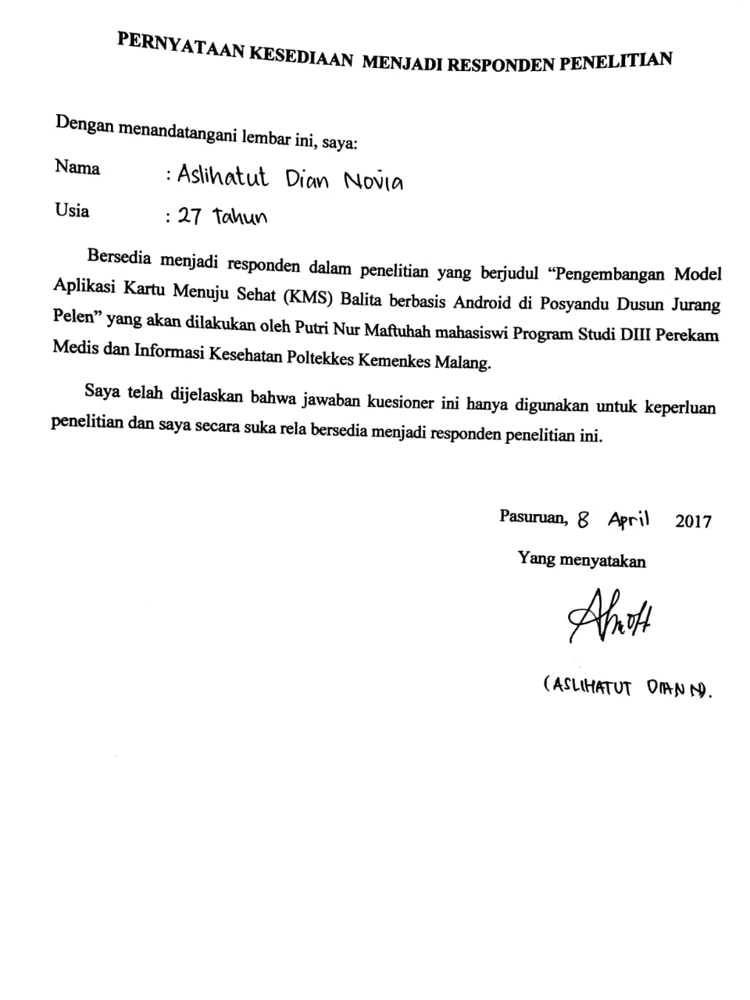 PERNYATAAN KESEDIAAN MENJADI RESPONDEN PENELITIAN
Dengan menandatangani lembar ini, saya:
Nama : Aslihatut Dian Novia
Usia : 27 Tahun
Bersedia menjadi responden dalam penelitian yang berjudul “Pengembangan Model
Aplikasi Kartu Menuju Sehat (KMS) Balita berbasis Android di Posyandu Dusun Jurang
Pelen” yang akan dilakukan oleh Putri Nur Maftuhah mahasiswi Program Studi DIII Perekam
Medis dan Informasi Kesehatan Poltekkes Kemenkes Malang.
Saya telah dijelaskan bahwa jawaban kuesioner ini hanya digunakan untuk keperluan
penelitian dan saya secara suka rela bersedia menjadi responden penelitian ini.
Pasuruan, 8 April 2017
Yang menyatakan
(ASLIHATUT DIAN N).